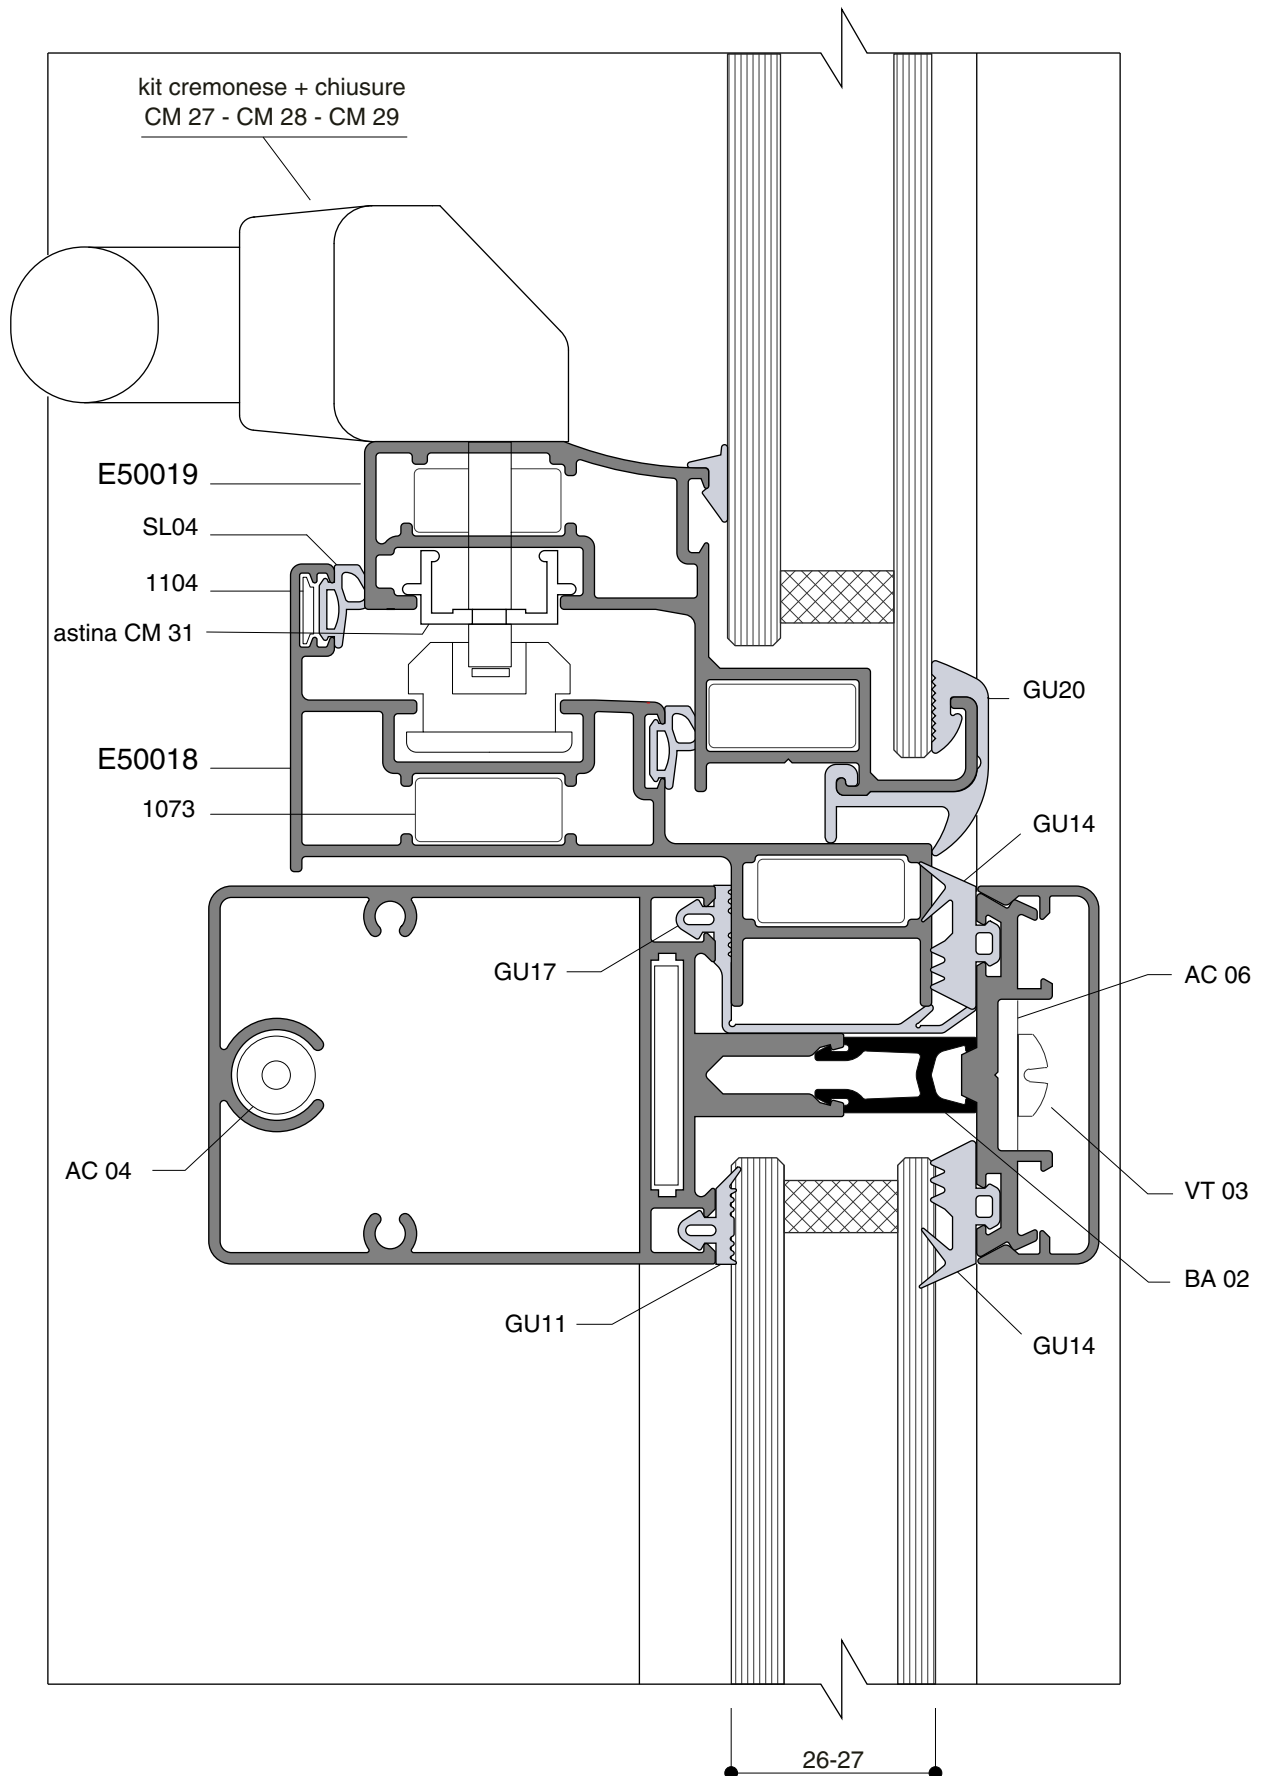 kit cremonese + chiusure
CM 27 - CM 28 - CM 29
E50019
SL04
1104
astina CM 31
GU20
E50018
1073
GU14
GU17
AC 06
AC 04
VT 03
BA 02
GU11
GU14
26-27